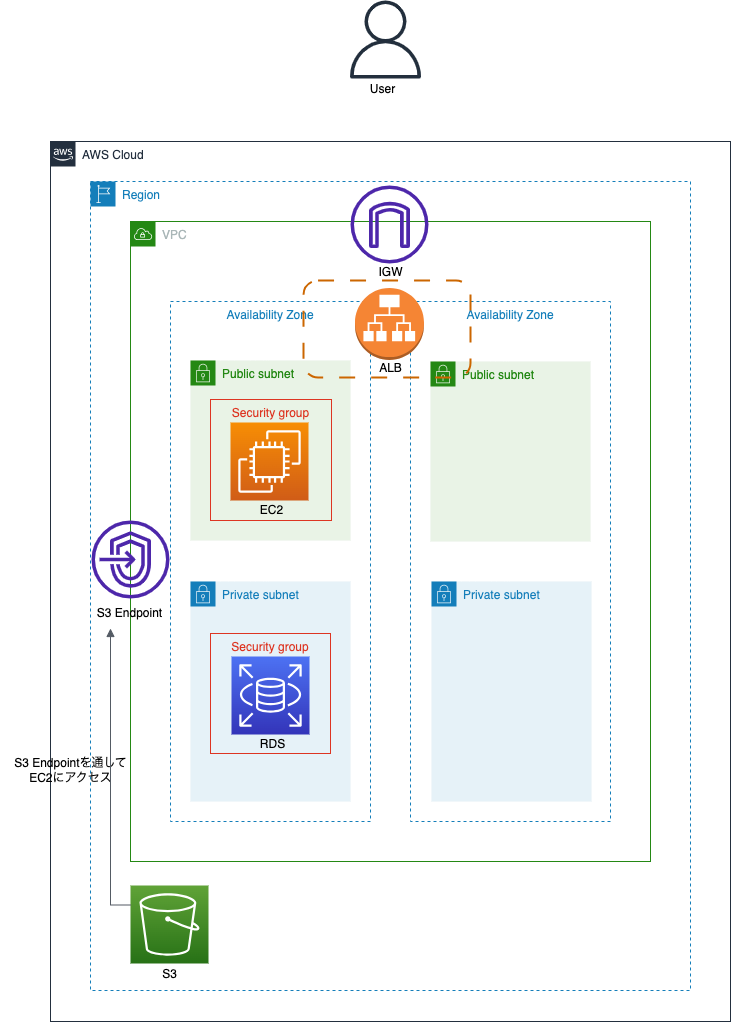 User
aws
AWS Cloud
Region
VPC
IGW
Availability Zone
Availability Zone
ALB
Public subnet
Public subnet
Security group
EC2
S3 Endpoint
Private subnet
Private subnet
Security group
RDS
S3 Endpointを通して
EC2にアクセス
S3